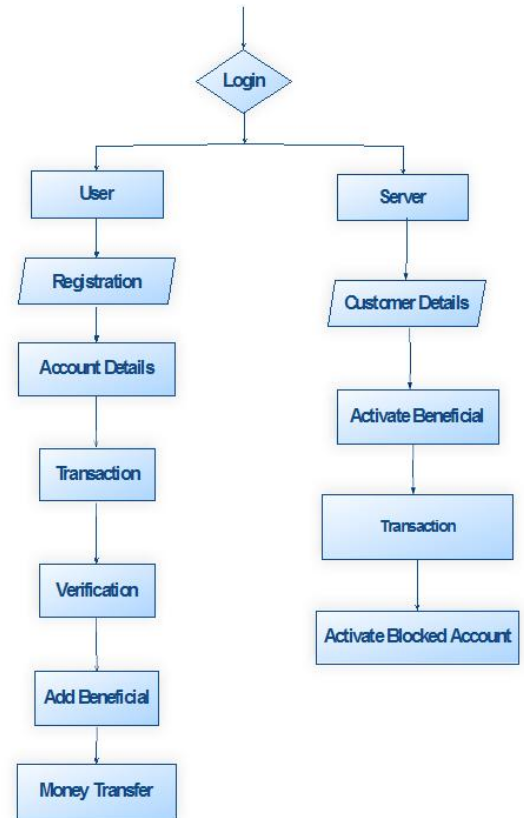 Login
User
Registration
Account Details
Transaction
Verification
Add Beneficial
Money Transfer
Server
Customer Details
Activate Beneficial
Transaction
Activate Blocked Account